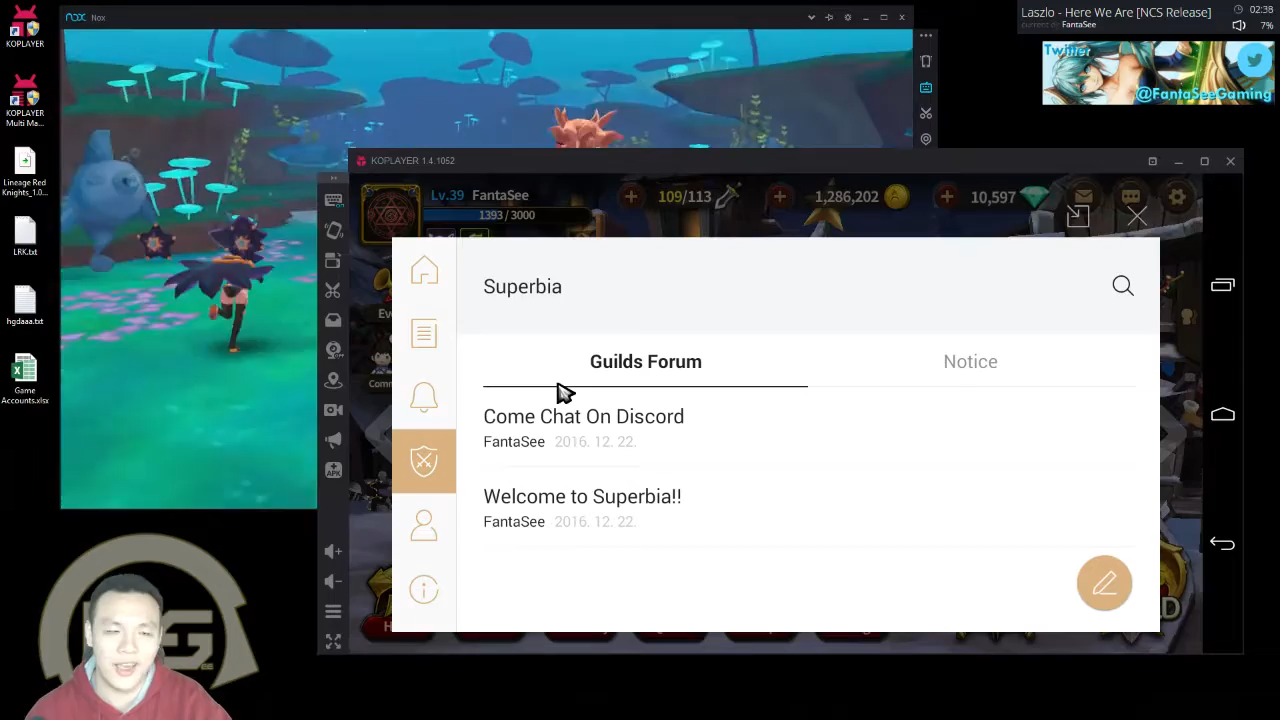 KOPLAYER
KOPLAYER
Multi Ma...
Lineage Red
Knights_1.0...
LRK.txt
hgdaaa.txt
Game
Accounts.xlsx
nox Nox
Laszlo - Here We Are [NCS Release]
02:38
FantaSee
7%
Twitter
@FantaSeeGaming
KOPLAYER 1.4.1052
Lv.39 FantaSee
1393 / 3000
109/113
1,286,202
10,597
Superbia
Guilds Forum
Notice
Come Chat On Discord
FantaSee 2016. 12. 22.
Welcome to Superbia!!
FantaSee 2016. 12. 22.
APK